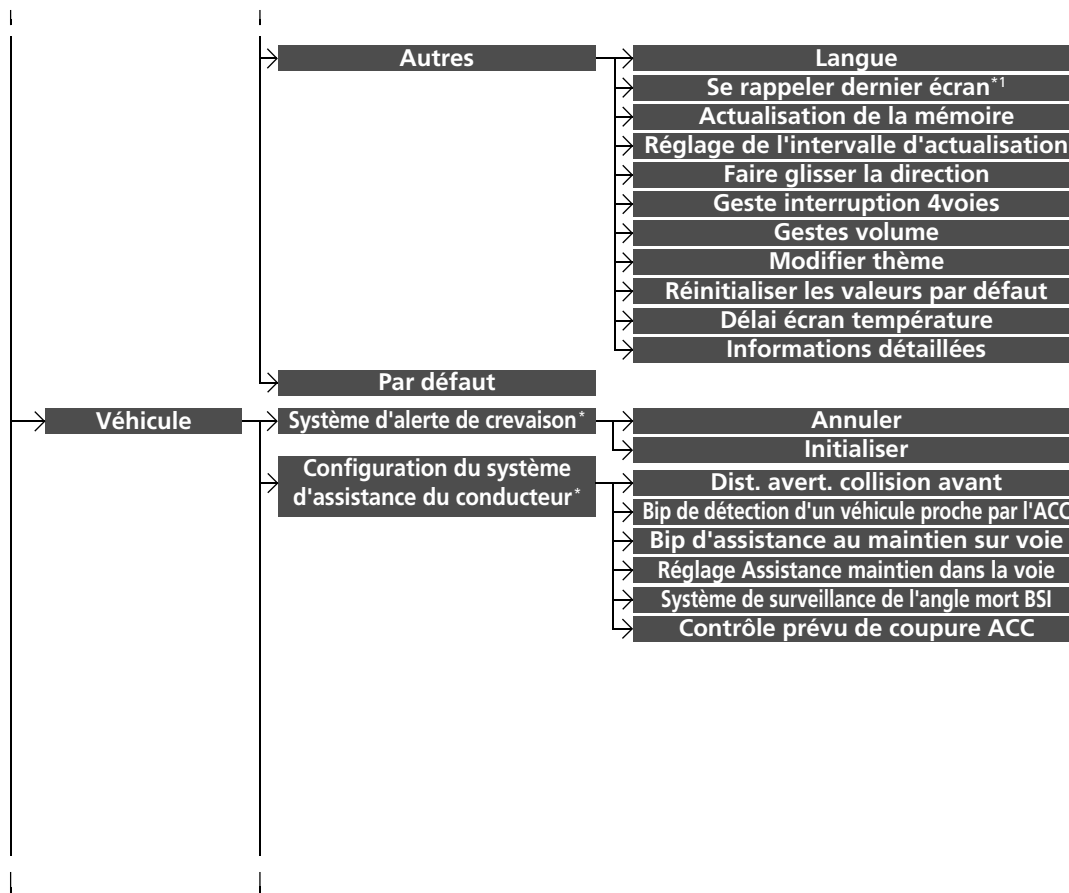 Autres
Langue
Se rappeler dernier écran*1
Actualisation de la mémoire
Réglage de l'intervalle d'actualisation
Faire glisser la direction
Geste interruption 4voies
Gestes volume
Modifier thème
Réinitialiser les valeurs par défaut
Délai écran température
Informations détaillées
Par défaut
Véhicule
Système d'alerte de crevaison*
Annuler
Initialiser
Configuration du système
d'assistance du conducteur*
Dist. avert. collision avant
Bip de détection d'un véhicule proche par l'ACC
Bip d'assistance au maintien sur voie
Réglage Assistance maintien dans la voie
Système de surveillance de l'angle mort BSI
Contrôle prévu de coupure ACC